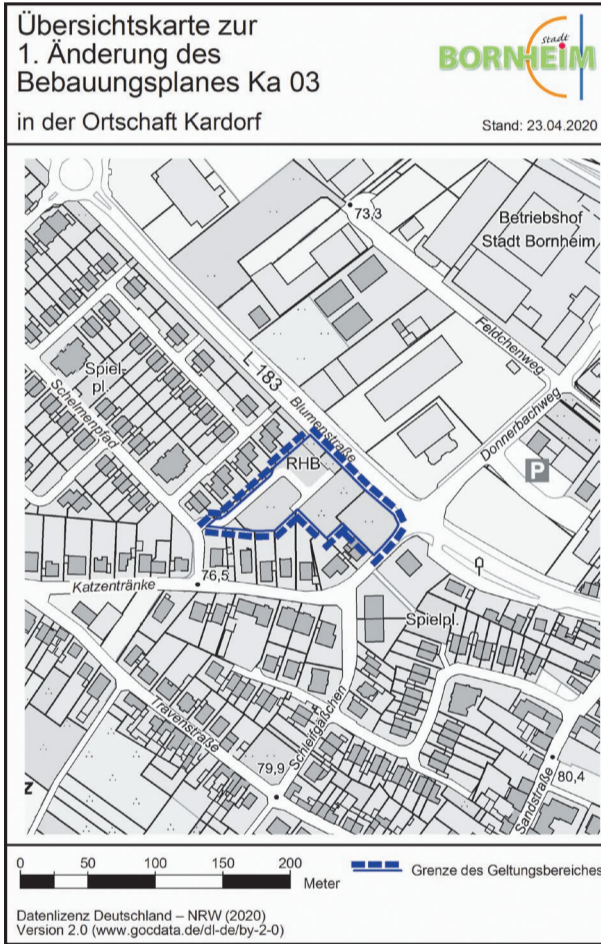 Übersichtskarte zur
1. Änderung des
Bebauungsplanes Ka 03
in der Ortschaft Kardorf
Stadt
BORNHEIM
Stand: 23.04.2020
73,3
Betriebshof
Stadt Bornheim
Feldchenweg
Spiel-
pl.
L 183
Schelmenpfad
Blumenstraße
Donnerbachweg
RHB
P
76,5
Katzentränke
Spielpl.
Travenstraße
Schleifgäßchen
79,9
80,4
Sandstraße
z
0 50 100 150 200
Meter
Grenze des Geltungsbereiches
Datenlizenz Deutschland – NRW (2020)
Version 2.0 (www.gocdata.de/dl-de/by-2-0)